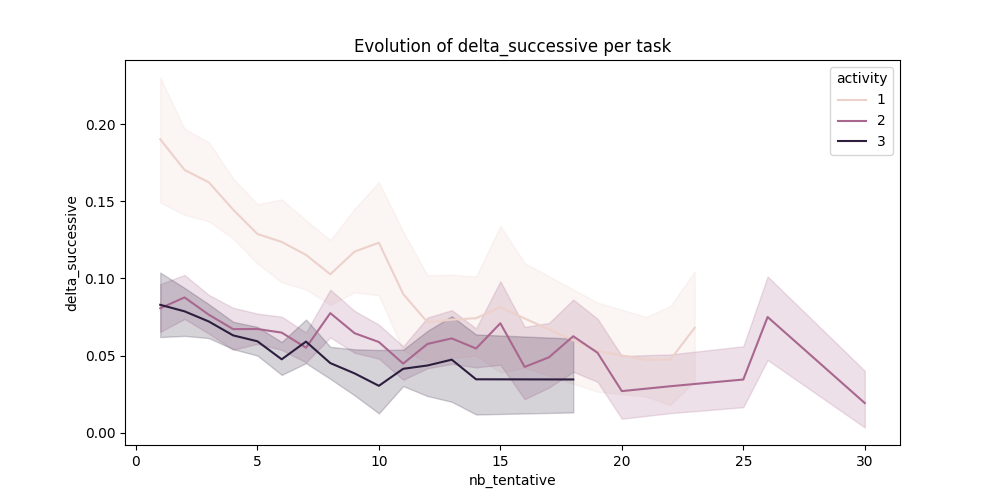 Evolution of delta_successive per task
activity
1
2
3
delta_successive
0.20
0.15
0.10
0.05
0.00
0 5 10 15 20 25 30
nb_tentative